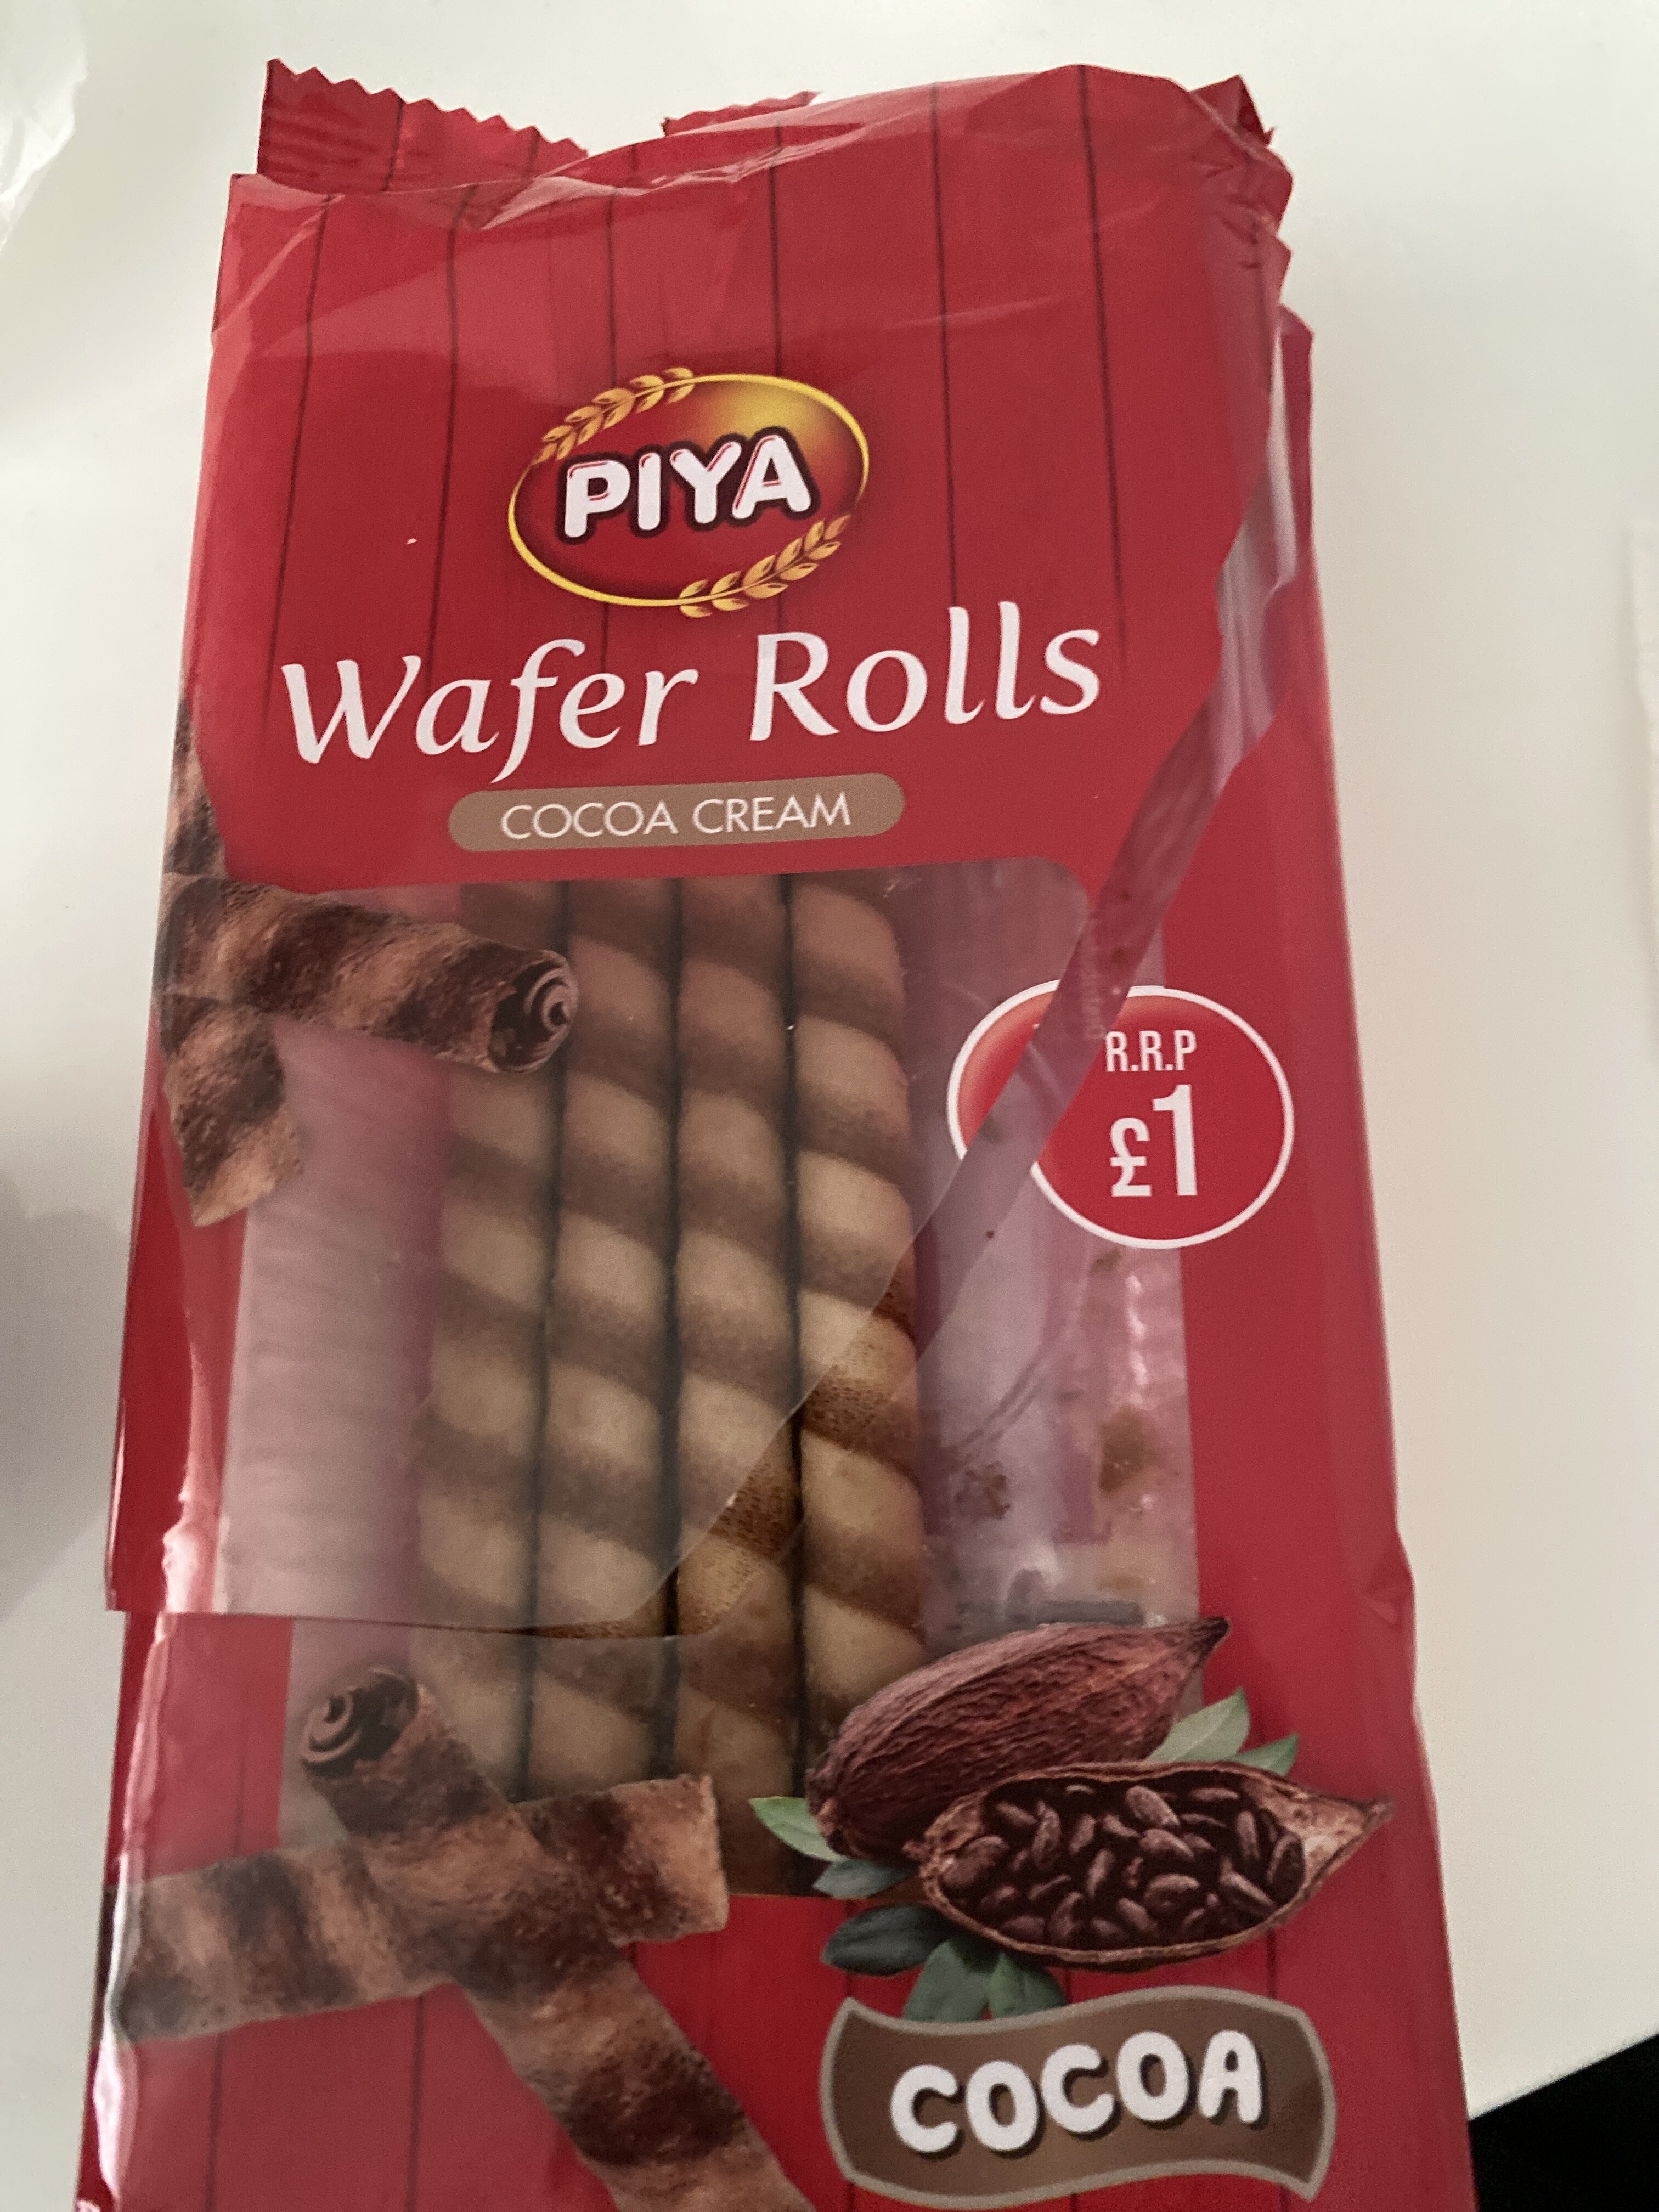 PIYA
Wafer Rolls
COCOA CREAM
R.R.P
£1
COCOA